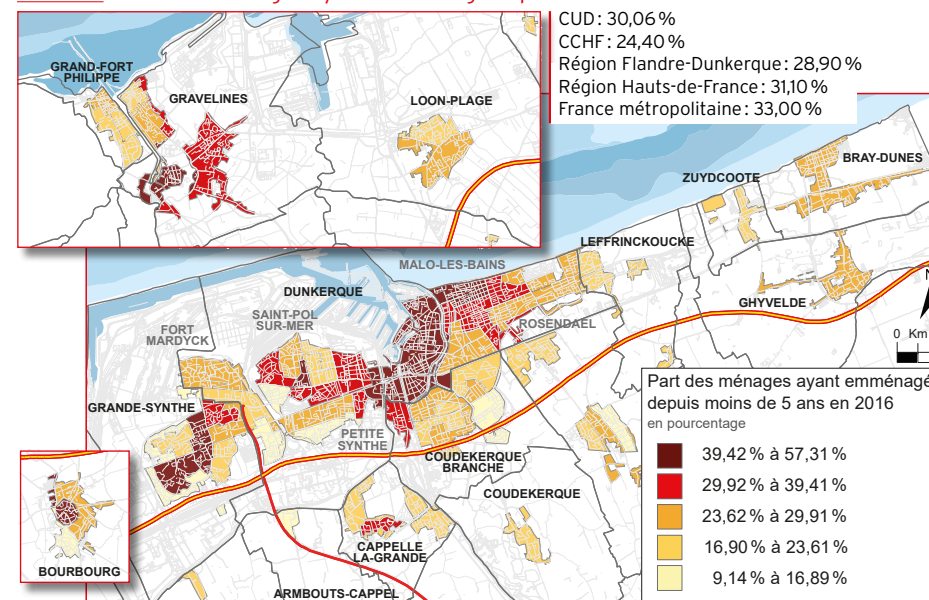 CUD : 30,06 %
CCHF : 24,40 %
Région Flandre-Dunkerque : 28,90 %
Région Hauts-de-France : 31,10 %
France métropolitaine : 33,00 %
GRAND-FORT
PHILIPPE
GRAVELINES
LOON-PLAGE
BRAY-DUNES
ZUYDCOOTE
LEFFRINCKOUCKE
MALO-LES-BAINS
DUNKERQUE
GHYVELDE
SAINT-POL
SUR-MER
ROSENDAËL
FORT
MARDYCK
0 Km
GRANDE-SYNTHE
PETITE
SYNTHE
COUDEKERQUE
BRANCHE
COUDEKERQUE
CAPPELLE
LA-GRANDE
BOURBOURG
ARMBOUTS-CAPPEL
Part des ménages ayant emménagé
depuis moins de 5 ans en 2016
en pourcentage
39,42 % à 57,31 %
29,92 % à 39,41 %
23,62 % à 29,91 %
16,90 % à 23,61 %
9,14 % à 16,89 %